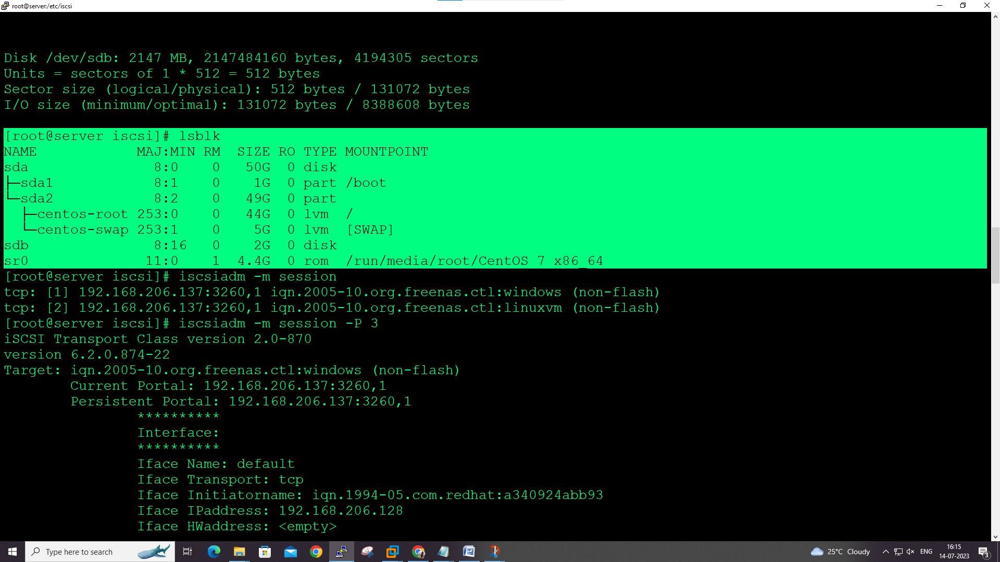 root@server:/etc/iscsi
Disk /dev/sdb: 2147 MB, 2147484160 bytes, 4194305 sectors
Units = sectors of 1 * 512 = 512 bytes
Sector size (logical/physical): 512 bytes / 131072 bytes
I/O size (minimum/optimal): 131072 bytes / 8388608 bytes
[root@server iscsi]# lsblk
NAME            MAJ:MIN RM  SIZE RO TYPE MOUNTPOINT
sda               8:0    0   50G  0 disk
├─sda1            8:1    0    1G  0 part /boot
└─sda2            8:2    0   49G  0 part
  ├─centos-root 253:0    0   44G  0 lvm  /
  └─centos-swap 253:1    0    5G  0 lvm  [SWAP]
sdb               8:16   0    2G  0 disk
sr0              11:0    1  4.4G  0 rom  /run/media/root/CentOS 7 x86_64
[root@server iscsi]# iscsiadm -m session
tcp: [1] 192.168.206.137:3260,1 iqn.2005-10.org.freenas.ctl:windows (non-flash)
tcp: [2] 192.168.206.137:3260,1 iqn.2005-10.org.freenas.ctl:linuxvm (non-flash)
[root@server iscsi]# iscsiadm -m session -P 3
iSCSI Transport Class version 2.0-870
version 6.2.0.874-22
Target: iqn.2005-10.org.freenas.ctl:windows (non-flash)
        Current Portal: 192.168.206.137:3260,1
        Persistent Portal: 192.168.206.137:3260,1
                **********
                Interface:
                **********
                Iface Name: default
                Iface Transport: tcp
                Iface Initiatorname: iqn.1994-05.com.redhat:a340924abb93
                Iface IPaddress: 192.168.206.128
                Iface HWaddress: <empty>
Type here to search
25°C Cloudy
ENG
16:15
14-07-2023
3